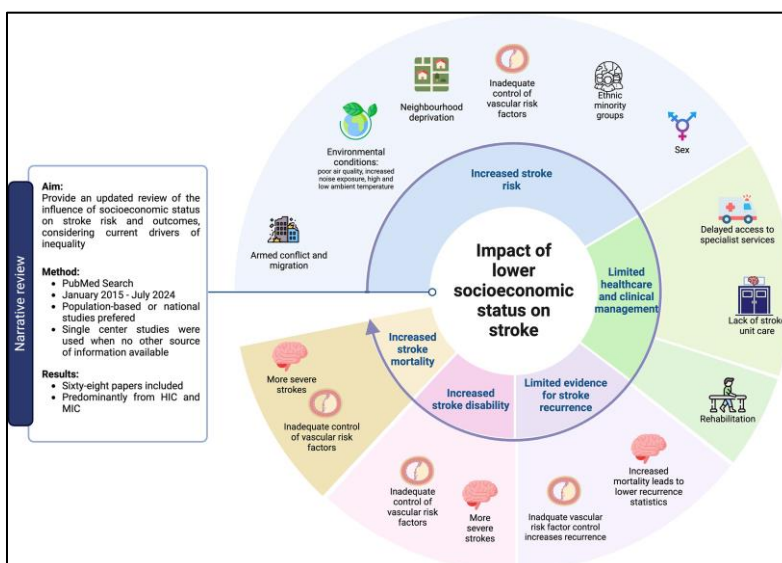 Narrative review
Aim:
Provide an updated review of the
influence of socioeconomic status
on stroke risk and outcomes,
considering current drivers of
inequality
Method:
• PubMed Search
• January 2015 - July 2024
• Population-based or national
studies prefered
• Single center studies were
used when no other source
of information available
Results:
• Sixty-eight papers included
• Predominantly from HIC and
MIC
Impact of
lower
socioeconomic
status on
stroke
Increased stroke
risk
Armed conflict and
migration
Environmental
conditions:
poor air quality, increased
noise exposure, high and
low ambient temperature
Neighbourhood
deprivation
Inadequate
control of
vascular risk
factors
Ethnic
minority
groups
Sex
Limited
healthcare
and clinical
management
Delayed access to
specialist services
Lack of stroke
unit care
Rehabilitation
Limited evidence for
stroke recurrence
Increased
mortality leads to
lower recurrence
statistics
Inadquate vascular
risk factor control
increases recurrence
Increased
stroke disability
More
severe
strokes
Inadequate
control of
vascular risk
factors
Increased
stroke
mortality
More severe
strokes
Inadequate control
of vascular risk
factors